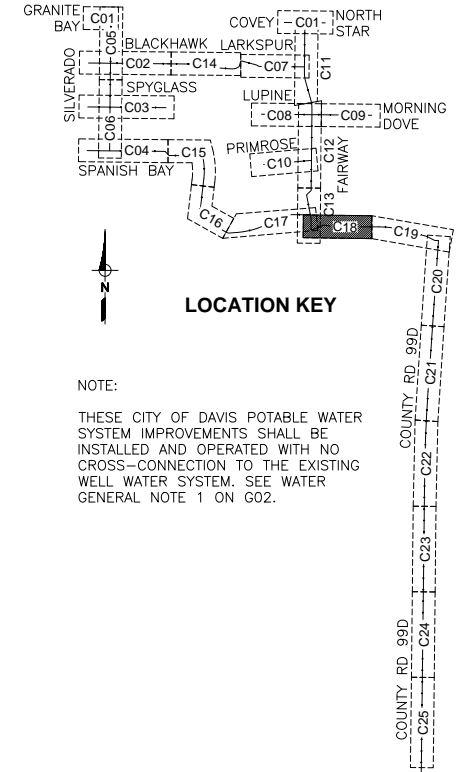 GRANITE
BAY
C01
COVEY
C01
NORTH
STAR
C05
BLACKHAWK
LARKSPUR
C02
C14
C07
C11
SILVERADO
SPYGLASS
C03
LUPINE
C08
C09
MORNING
DOVE
C06
C04
C15
PRIMROSE
C10
C12
FAIRWAY
SPANISH BAY
C16
C17
C13
C18
C19
C20
N
LOCATION KEY
COUNTY RD 99D
C21
NOTE:
THESE CITY OF DAVIS POTABLE WATER
SYSTEM IMPROVEMENTS SHALL BE
INSTALLED AND OPERATED WITH NO
CROSS-CONNECTION TO THE EXISTING
WELL WATER SYSTEM. SEE WATER
GENERAL NOTE 1 ON G02.
C22
C23
COUNTY RD 99D
C24
C25